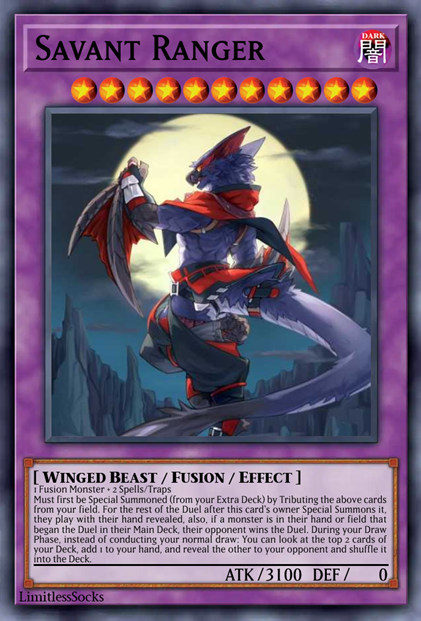 SAVANT RANGER
DARK
闇
[ WINGED BEAST / FUSION / EFFECT ]
1 Fusion Monster + 2 Spells/Traps
Must first be Special Summoned (from your Extra Deck) by Tributing the above cards
from your field. For the rest of the Duel after this card's owner Special Summons it,
they play with their hand revealed, also, if a monster is in their hand or field that
began the Duel in their Main Deck, their opponent wins the Duel. During your Draw
Phase, instead of conducting your normal draw: You can look at the top 2 cards of
your Deck, add 1 to your hand, and reveal the other to your opponent and shuffle it
into the Deck.
ATK / 3100 DEF / 0
LimitlessSocks